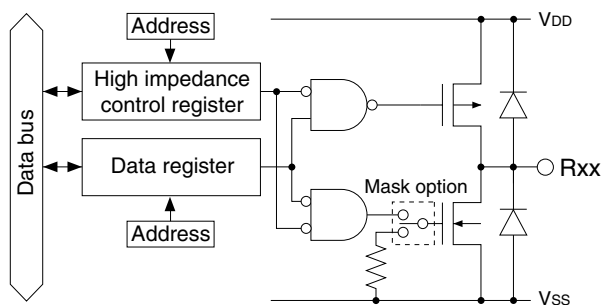 Address
VDD
High impedance
control register
Data bus
Data register
Mask option
Rxx
Address
VSS